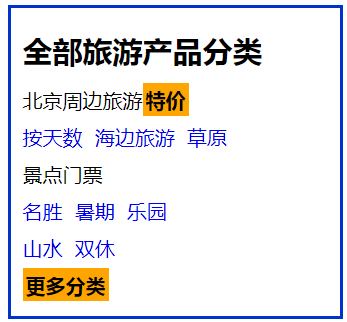 全部旅游产品分类
北京周边旅游特价
按天数 海边旅游 草原
景点门票
名胜 暑期 乐园
山水 双休
更多分类